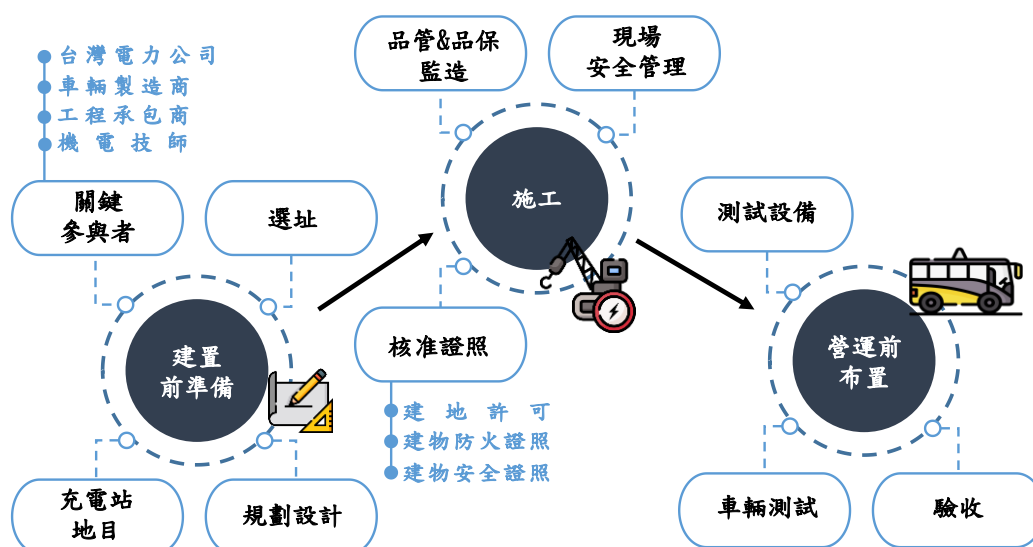 台灣電力公司
車輛製造商
工程承包商
機電技師
關鍵
參與者
選址
建置
前準備
充電站
地目
規劃設計
品管&品保
監造
現場
安全管理
施工
核准證照
建地許可
建物防火證照
建物安全證照
測試設備
營運前
布置
車輛測試
驗收